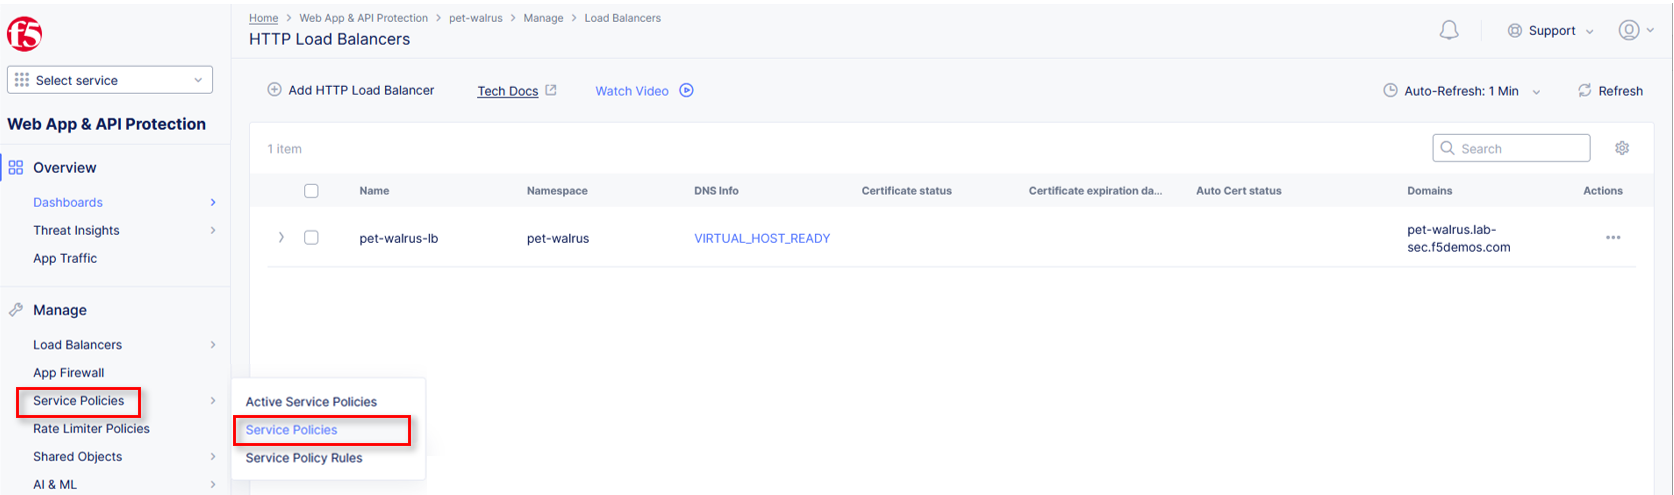 f5
Select service
Web App & API Protection
Overview
Dashboards
Threat Insights
App Traffic
Manage
Load Balancers
App Firewall
Service Policies
Rate Limiter Policies
Shared Objects
AI & ML
Active Service Policies
Service Policies
Service Policy Rules
Home > Web App & API Protection > pet-walrus > Manage > Load Balancers
HTTP Load Balancers
Support
Add HTTP Load Balancer Tech Docs Watch Video
Auto-Refresh: 1 Min Refresh
1 item
Search
Name Namespace DNS Info Certificate status Certificate expiration da... Auto Cert status Domains Actions
pet-walrus-lb pet-walrus VIRTUAL_HOST_READY pet-walrus.lab-
sec.f5demos.com